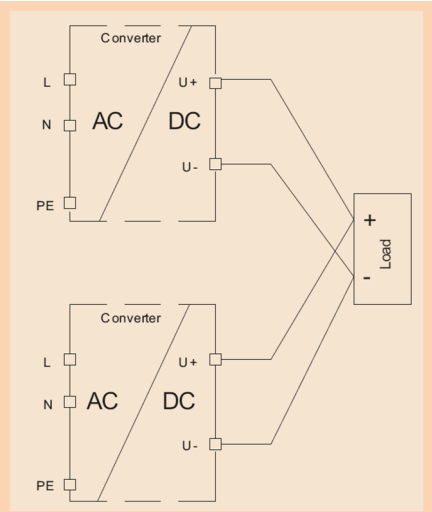 Converter
L
U+
N
AC
DC
U-
PE
+
-
Load
Converter
L
U+
N
AC
DC
U-
PE